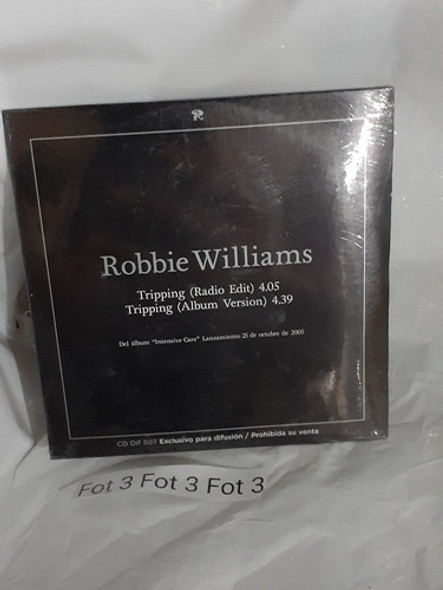 R
Robbie Williams
Tripping (Radio Edit) 4.05
Tripping (Album Version) 4.39
Del álbum "Intensive Care" Lanzamiento 25 de octubre de 2005
CD Dif 507 Exclusivo para difusión / Prohibida su venta
Fot 3 Fot 3 Fot 3